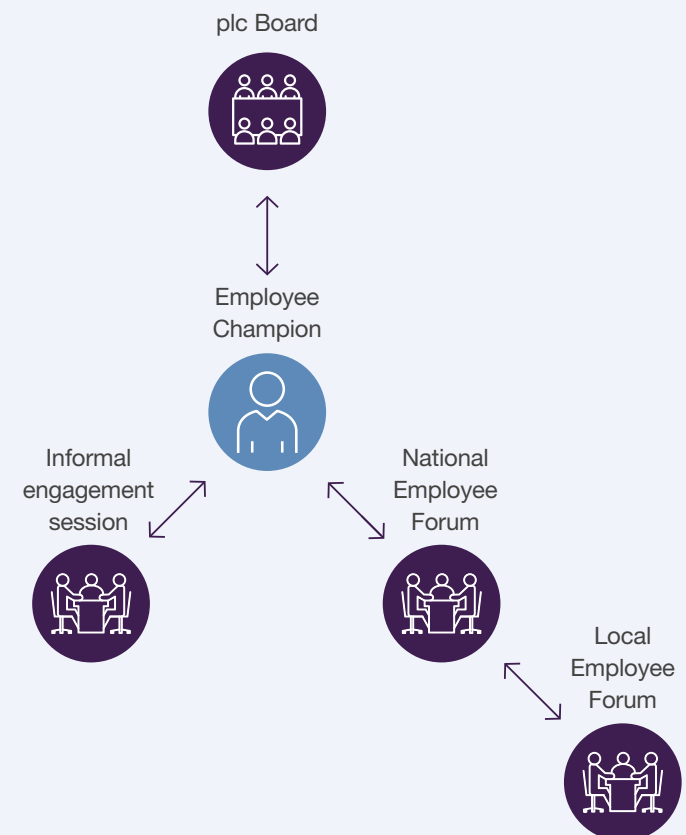 plc Board
Employee
Champion
Informal
engagement
session
National
Employee
Forum
Local
Employee
Forum